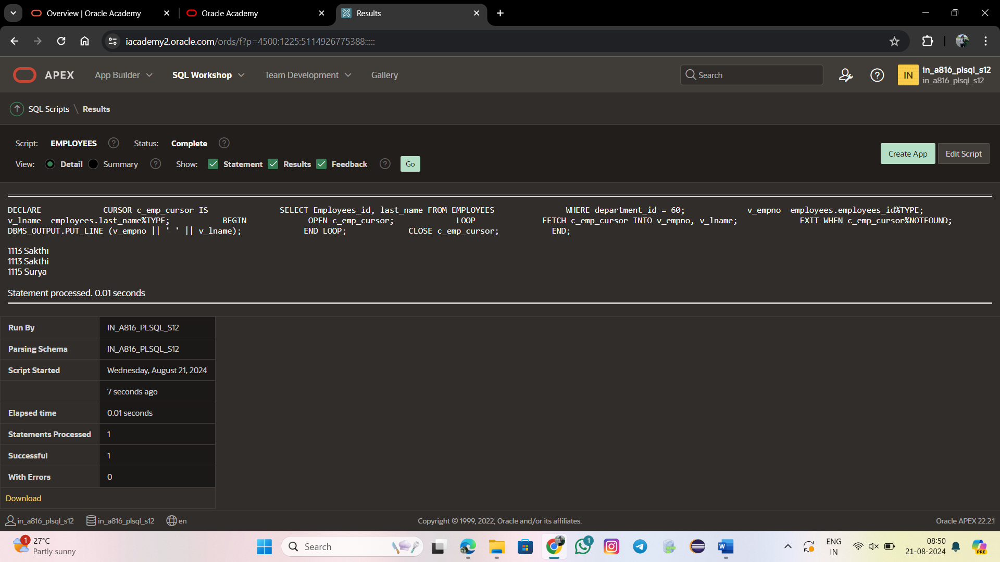 Overview | Oracle Academy
Oracle Academy
Results
iacademy2.oracle.com/ords/f?p=4500:1225:5114926775388:::::
APEX
App Builder
SQL Workshop
Team Development
Gallery
Search
IN
in_a816_plsql_s12
in_a816_plsql_s12
SQL Scripts \ Results
Script: EMPLOYEES
Status: Complete
View: Detail Summary
Show: Statement Results Feedback
Go
Create App
Edit Script
DECLARE CURSOR c_emp_cursor IS SELECT Employees_id, last_name FROM EMPLOYEES WHERE department_id = 60; v_empno employees.employees_id%TYPE;
v_lname employees.last_name%TYPE; BEGIN OPEN c_emp_cursor; LOOP FETCH c_emp_cursor INTO v_empno, v_lname; EXIT WHEN c_emp_cursor%NOTFOUND;
DBMS_OUTPUT.PUT_LINE (v_empno || ' ' || v_lname); END LOOP; CLOSE c_emp_cursor; END;
1113 Sakthi
1113 Sakthi
1115 Surya
Statement processed. 0.01 seconds
Run By IN_A816_PLSQL_S12
Parsing Schema IN_A816_PLSQL_S12
Script Started Wednesday, August 21, 2024
7 seconds ago
Elapsed time 0.01 seconds
Statements Processed 1
Successful 1
With Errors 0
Download
in_a816_plsql_s12
in_a816_plsql_s12
en
Copyright © 1999, 2022, Oracle and/or its affiliates.
Oracle APEX 22.2.1
1
27°C
Partly sunny
Search
1
W
ENG
IN
08:50
21-08-2024
PRE